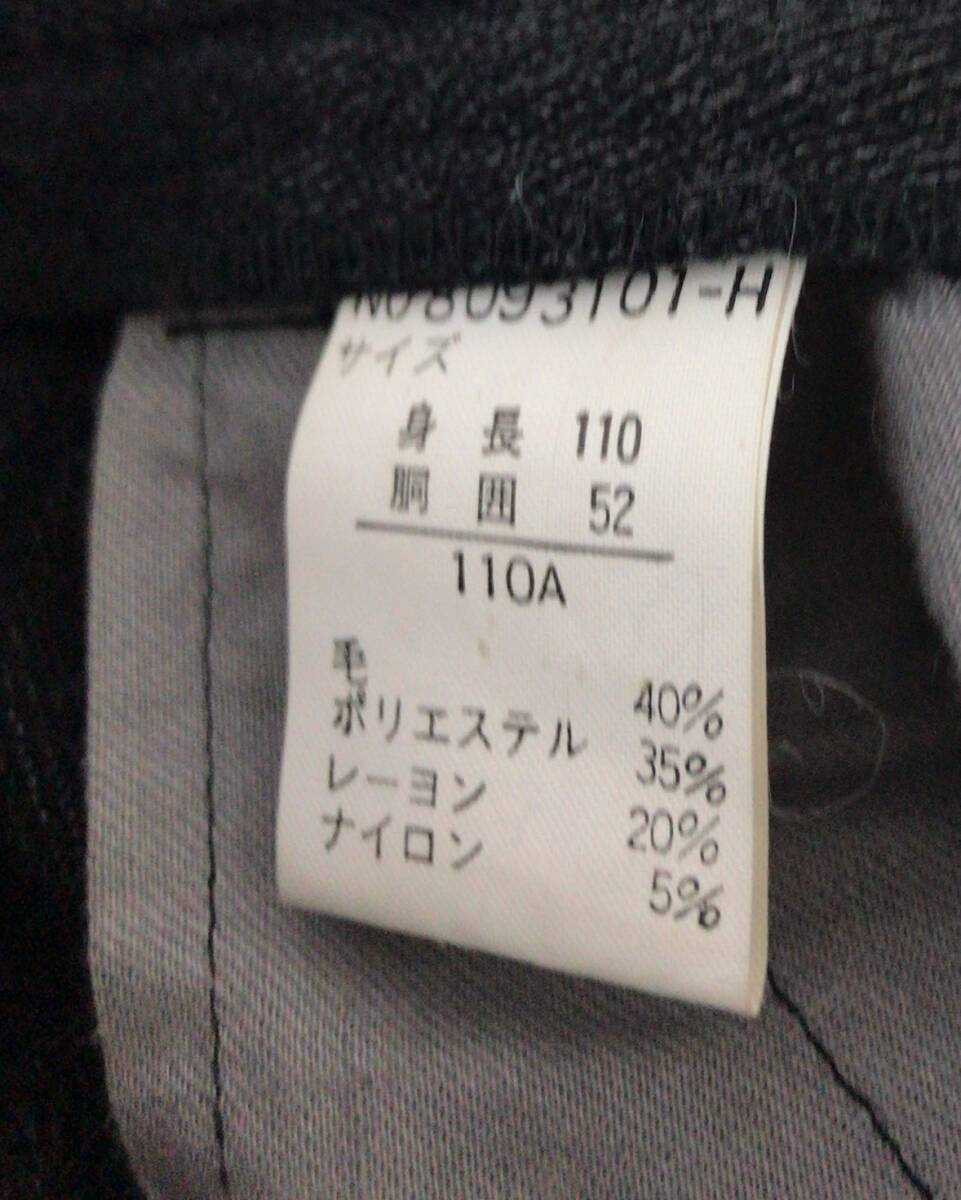 No8093101-H
サイズ
身 長 110
胴 囲 52
110A
毛 40%
ポリエステル 35%
レーヨン 20%
ナイロン 5%